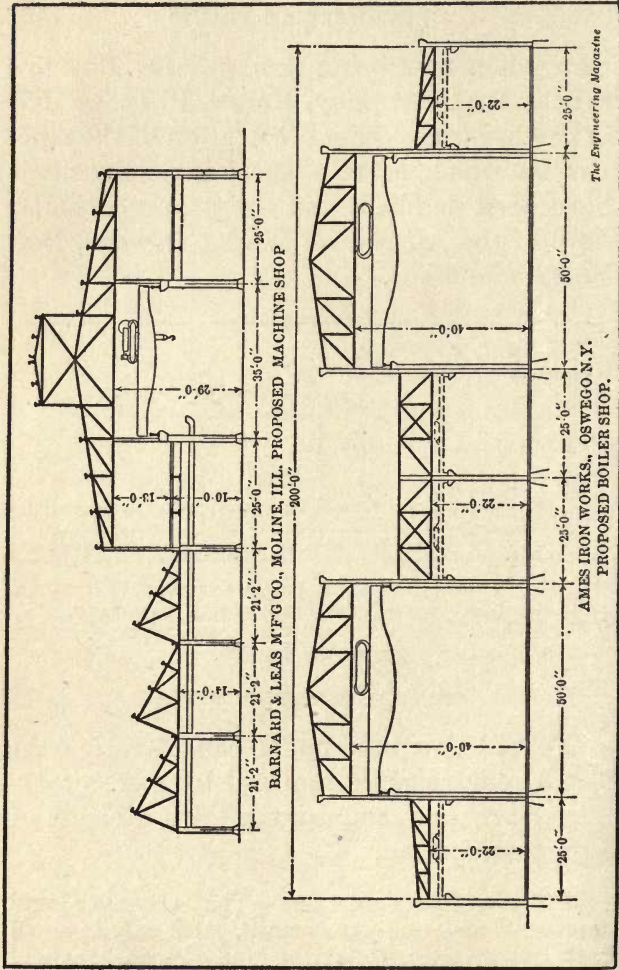 29'-0"
13'-0"
14'-0"
10'-0"
21'-2" 21'-2" 21'-2" 25'-0" 35'-0" 25'-0"
BARNARD & LEAS M'F'G CO., MOLINE, ILL. PROPOSED MACHINE SHOP
200'-0"
22'-0" 40'-0" 22'-0" 40'-0" 22'-0"
25'-0" 50'-0" 25'-0" 25'-0" 50'-0" 25'-0"
AMES IRON WORKS., OSWEGO N.Y.
PROPOSED BOILER SHOP.
The Engineering Magazine